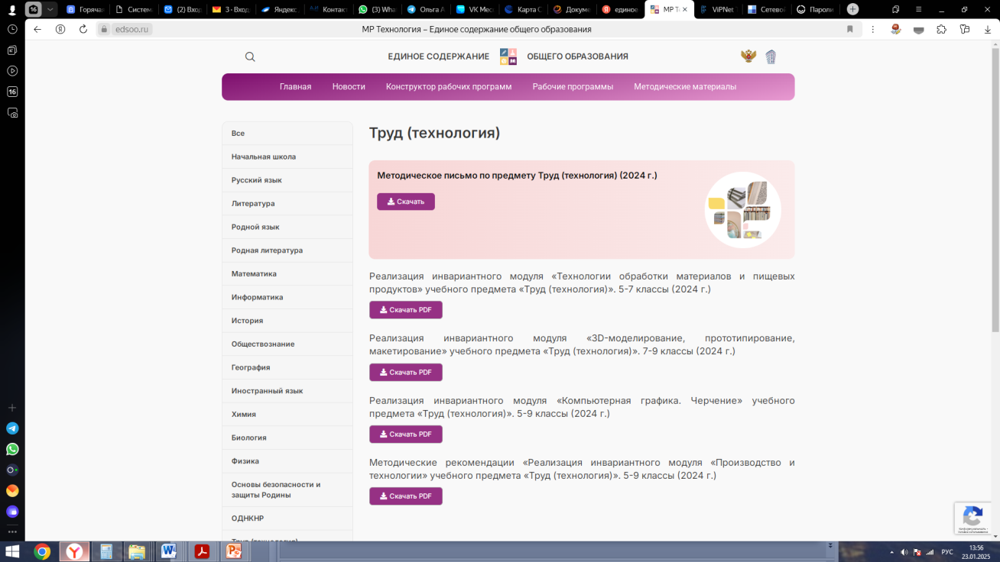 16
Горячая
Систем
(2) Вход
3 · Вход
Яндекс
Контакт
(3) Wha
Ольга А
VK Мес
Карта С
Докуме
единое
МР Те
ViPNet
Сетево
Пароли
edsoo.ru
МР Технология – Единое содержание общего образования
16
ЕДИНОЕ СОДЕРЖАНИЕ
ОБЩЕГО ОБРАЗОВАНИЯ
Главная
Новости
Конструктор рабочих программ
Рабочие программы
Методические материалы
Все
Начальная школа
Русский язык
Литература
Родной язык
Родная литература
Математика
Информатика
История
Обществознание
География
Иностранный язык
Химия
Биология
Физика
Основы безопасности и
защиты Родины
ОДНКНР
Труд (технология)
Труд (технология)
Методическое письмо по предмету Труд (технология) (2024 г.)
Скачать
Реализация инвариантного модуля «Технологии обработки материалов и пищевых
продуктов» учебного предмета «Труд (технология)». 5-7 классы (2024 г.)
Скачать PDF
Реализация инвариантного модуля «3D-моделирование, прототипирование,
макетирование» учебного предмета «Труд (технология)». 7-9 классы (2024 г.)
Скачать PDF
Реализация инвариантного модуля «Компьютерная графика. Черчение» учебного
предмета «Труд (технология)». 5-9 классы (2024 г.)
Скачать PDF
Методические рекомендации «Реализация инвариантного модуля «Производство и
технологии» учебного предмета «Труд (технология)». 5-9 классы (2024 г.)
Скачать PDF
РУС
13:56
23.01.2025